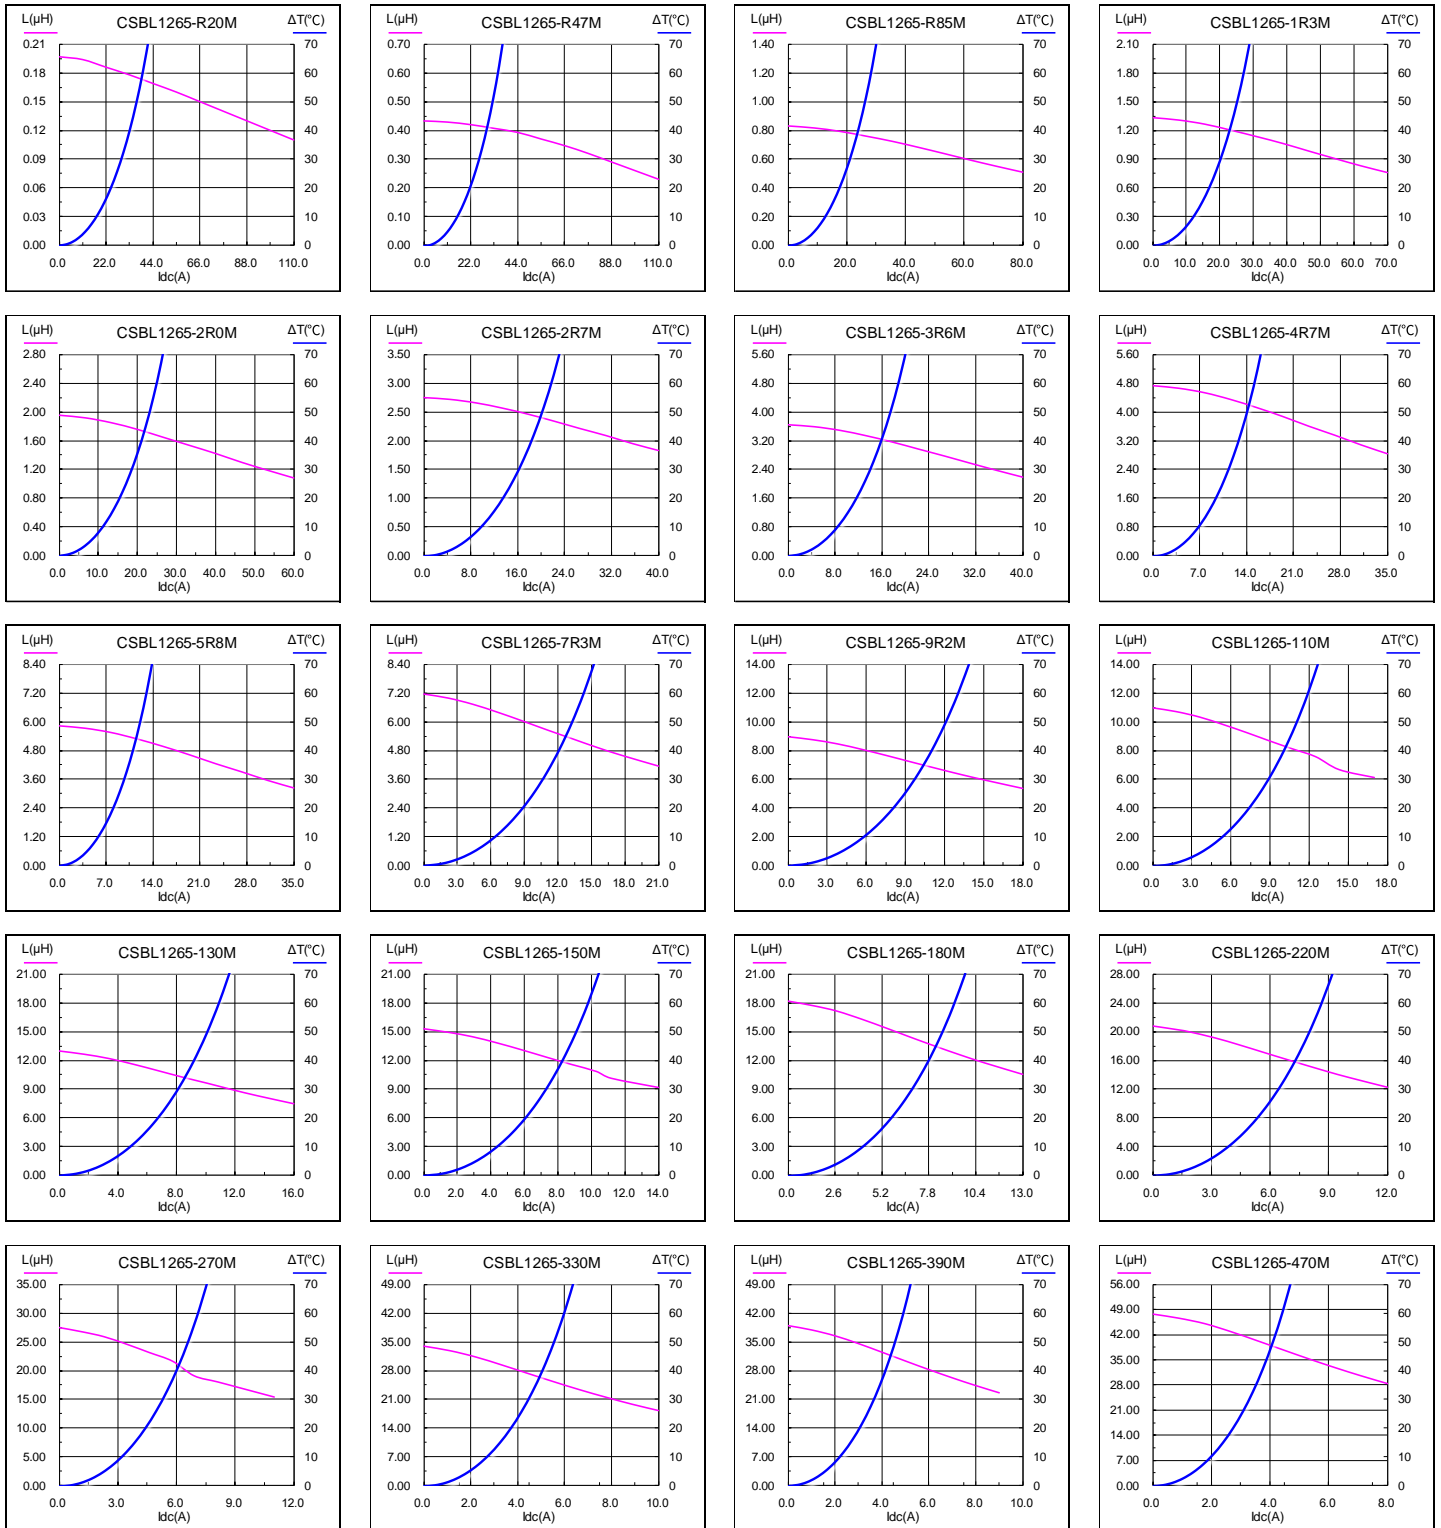 L(μH) CSBL1265-R20M ΔT(℃)
0.21 70
0.18 60
0.15 50
0.12 40
0.09 30
0.06 20
0.03 10
0.00 0
0.0 22.0 44.0 66.0 88.0 110.0
Idc(A)
L(μH) CSBL1265-R47M ΔT(℃)
0.70 70
0.60 60
0.50 50
0.40 40
0.30 30
0.20 20
0.10 10
0.00 0
0.0 22.0 44.0 66.0 88.0 110.0
Idc(A)
L(μH) CSBL1265-R85M ΔT(℃)
1.40 70
1.20 60
1.00 50
0.80 40
0.60 30
0.40 20
0.20 10
0.00 0
0.0 20.0 40.0 60.0 80.0
Idc(A)
L(μH) CSBL1265-1R3M ΔT(℃)
2.10 70
1.80 60
1.50 50
1.20 40
0.90 30
0.60 20
0.30 10
0.00 0
0.0 10.0 20.0 30.0 40.0 50.0 60.0 70.0
Idc(A)
L(μH) CSBL1265-2R0M ΔT(℃)
2.80 70
2.40 60
2.00 50
1.60 40
1.20 30
0.80 20
0.40 10
0.00 0
0.0 10.0 20.0 30.0 40.0 50.0 60.0
Idc(A)
L(μH) CSBL1265-2R7M ΔT(℃)
3.50 70
3.00 60
2.50 50
2.00 40
1.50 30
1.00 20
0.50 10
0.00 0
0.0 8.0 16.0 24.0 32.0 40.0
Idc(A)
L(μH) CSBL1265-3R6M ΔT(℃)
5.60 70
4.80 60
4.00 50
3.20 40
2.40 30
1.60 20
0.80 10
0.00 0
0.0 8.0 16.0 24.0 32.0 40.0
Idc(A)
L(μH) CSBL1265-4R7M ΔT(℃)
5.60 70
4.80 60
4.00 50
3.20 40
2.40 30
1.60 20
0.80 10
0.00 0
0.0 7.0 14.0 21.0 28.0 35.0
Idc(A)
L(μH) CSBL1265-5R8M ΔT(℃)
8.40 70
7.20 60
6.00 50
4.80 40
3.60 30
2.40 20
1.20 10
0.00 0
0.0 7.0 14.0 21.0 28.0 35.0
Idc(A)
L(μH) CSBL1265-7R3M ΔT(℃)
8.40 70
7.20 60
6.00 50
4.80 40
3.60 30
2.40 20
1.20 10
0.00 0
0.0 3.0 6.0 9.0 12.0 15.0 18.0 21.0
Idc(A)
L(μH) CSBL1265-9R2M ΔT(℃)
14.00 70
12.00 60
10.00 50
8.00 40
6.00 30
4.00 20
2.00 10
0.00 0
0.0 3.0 6.0 9.0 12.0 15.0 18.0
Idc(A)
L(μH) CSBL1265-110M ΔT(℃)
14.00 70
12.00 60
10.00 50
8.00 40
6.00 30
4.00 20
2.00 10
0.00 0
0.0 3.0 6.0 9.0 12.0 15.0 18.0
Idc(A)
L(μH) CSBL1265-130M ΔT(℃)
21.00 70
18.00 60
15.00 50
12.00 40
9.00 30
6.00 20
3.00 10
0.00 0
0.0 4.0 8.0 12.0 16.0
Idc(A)
L(μH) CSBL1265-150M ΔT(℃)
21.00 70
18.00 60
15.00 50
12.00 40
9.00 30
6.00 20
3.00 10
0.00 0
0.0 2.0 4.0 6.0 8.0 10.0 12.0 14.0
Idc(A)
L(μH) CSBL1265-180M ΔT(℃)
21.00 70
18.00 60
15.00 50
12.00 40
9.00 30
6.00 20
3.00 10
0.00 0
0.0 2.6 5.2 7.8 10.4 13.0
Idc(A)
L(μH) CSBL1265-220M ΔT(℃)
28.00 70
24.00 60
20.00 50
16.00 40
12.00 30
8.00 20
4.00 10
0.00 0
0.0 3.0 6.0 9.0 12.0
Idc(A)
L(μH) CSBL1265-270M ΔT(℃)
35.00 70
30.00 60
25.00 50
20.00 40
15.00 30
10.00 20
5.00 10
0.00 0
0.0 3.0 6.0 9.0 12.0
Idc(A)
L(μH) CSBL1265-330M ΔT(℃)
49.00 70
42.00 60
35.00 50
28.00 40
21.00 30
14.00 20
7.00 10
0.00 0
0.0 2.0 4.0 6.0 8.0 10.0
Idc(A)
L(μH) CSBL1265-390M ΔT(℃)
49.00 70
42.00 60
35.00 50
28.00 40
21.00 30
14.00 20
7.00 10
0.00 0
0.0 2.0 4.0 6.0 8.0 10.0
Idc(A)
L(μH) CSBL1265-470M ΔT(℃)
56.00 70
49.00 60
42.00 50
35.00 40
28.00 30
21.00 20
14.00 10
7.00 0
0.00
0.0 2.0 4.0 6.0 8.0
Idc(A)